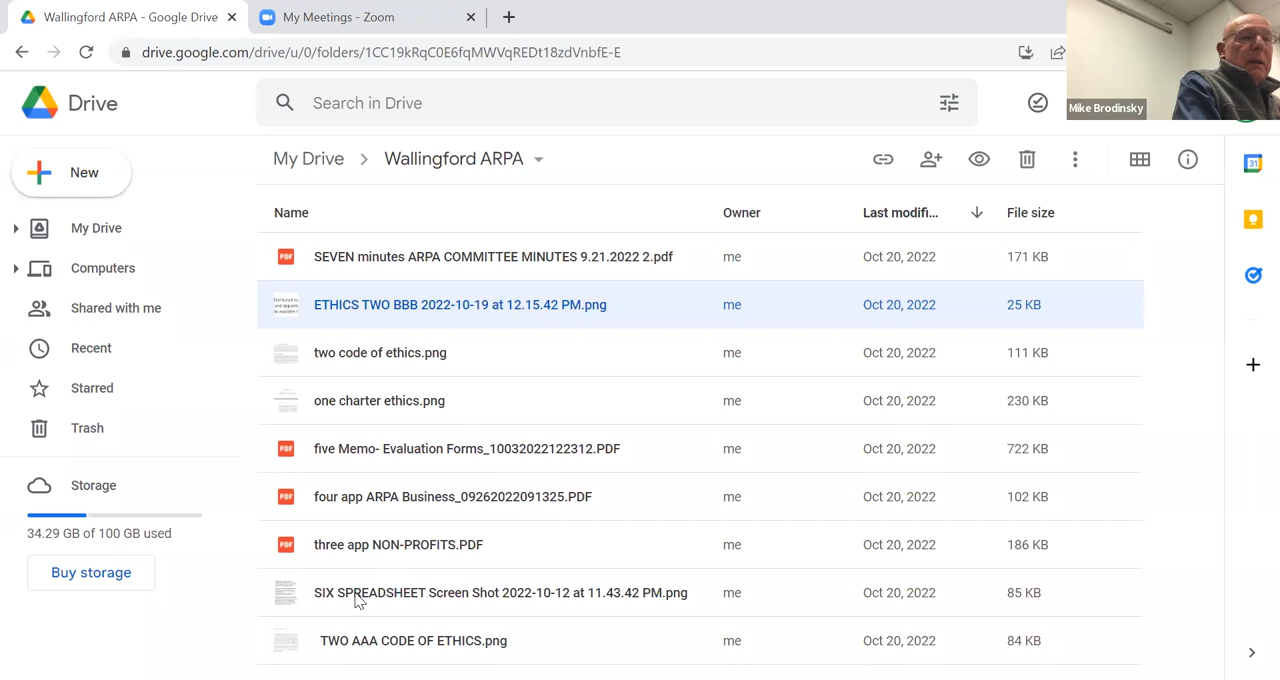 Wallingford ARPA - Google Drive
My Meetings - Zoom
drive.google.com/drive/u/0/folders/1CC19kRqC0E6fqMWVqREDt18zdVnbfE-E
Mike Brodinsky
Drive
Search in Drive
New
My Drive
Computers
Shared with me
Recent
Starred
Trash
Storage
34.29 GB of 100 GB used
Buy storage
My Drive > Wallingford ARPA
Name Owner Last modifi... File size
PDF SEVEN minutes ARPA COMMITTEE MINUTES 9.21.2022 2.pdf me Oct 20, 2022 171 KB
ETHICS TWO BBB 2022-10-19 at 12.15.42 PM.png me Oct 20, 2022 25 KB
two code of ethics.png me Oct 20, 2022 111 KB
one charter ethics.png me Oct 20, 2022 230 KB
PDF five Memo- Evaluation Forms_10032022122312.PDF me Oct 20, 2022 722 KB
PDF four app ARPA Business_09262022091325.PDF me Oct 20, 2022 102 KB
PDF three app NON-PROFITS.PDF me Oct 20, 2022 186 KB
SIX SPREADSHEET Screen Shot 2022-10-12 at 11.43.42 PM.png me Oct 20, 2022 85 KB
TWO AAA CODE OF ETHICS.png me Oct 20, 2022 84 KB
31